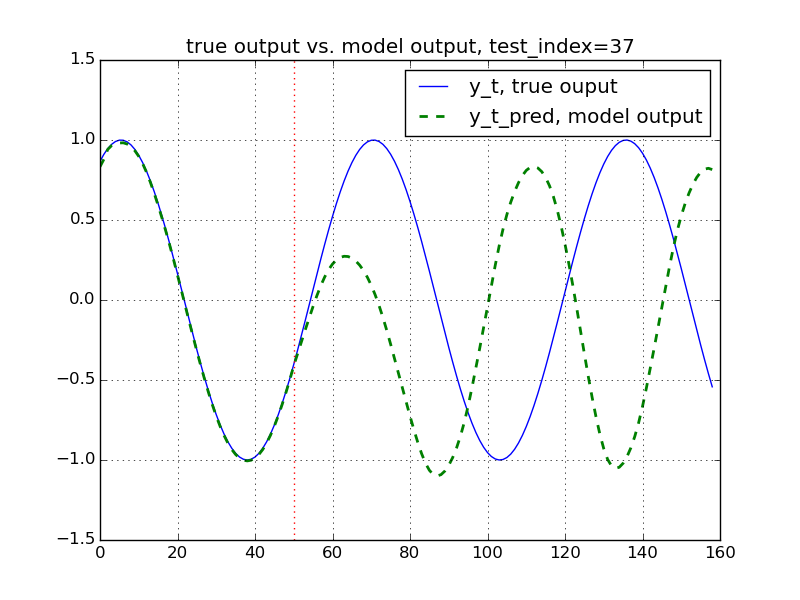 true output vs. model output, test_index=37
y_t, true ouput
y_t_pred, model output
1.5
1.0
0.5
0.0
−0.5
−1.0
−1.5
0 20 40 60 80 100 120 140 160